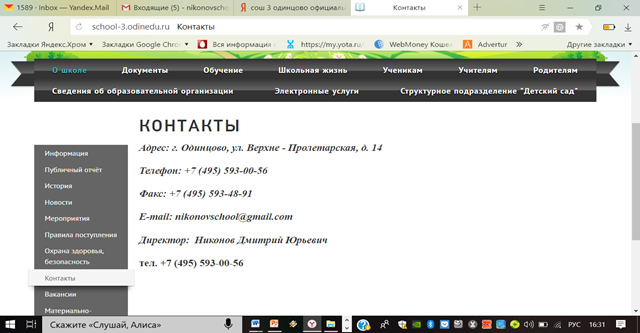 1589 · Inbox — Yandex.Mail
Входящие (5) - nikonovscho
сош 3 одинцово официал
Контакты
school-3.odinedu.ru Контакты
Закладки Яндекс.Хром
Закладки Google Chro
Вся информация
https://my.yota.ru
WebMoney Кошe
Advertur
»
Другие закладки
О школе
Документы
Обучение
Школьная жизнь
Ученикам
Учителям
Родителям
Сведения об образовательной организации
Электронные услуги
Структурное подразделение "Детский сад"
КОНТАКТЫ
Адрес: г. Одинцово, ул. Верхне - Пролетарская, д. 14
Телефон: +7 (495) 593-00-56
Факс: +7 (495) 593-48-91
E-mail: nikonovschool@gmail.com
Директор: Никонов Дмитрий Юрьевич
тел. +7 (495) 593-00-56
Информация
Публичный отчёт
История
Новости
Мероприятия
Правила поступления
Охрана здоровья,
безопасность
Контакты
Вакансии
Материально-
Скажите «Слушай, Алиса»
РУС
16:31